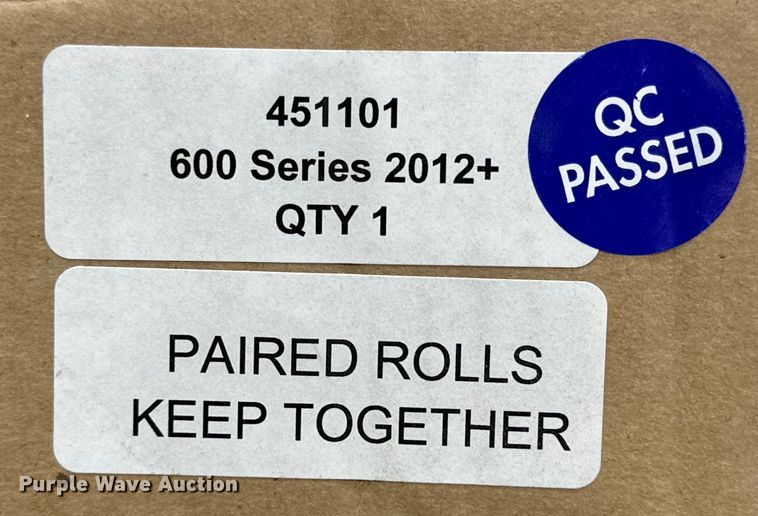 451101
600 Series 2012+
QTY 1
QC
PASSED
PAIRED ROLLS
KEEP TOGETHER
Purple Wave Auction